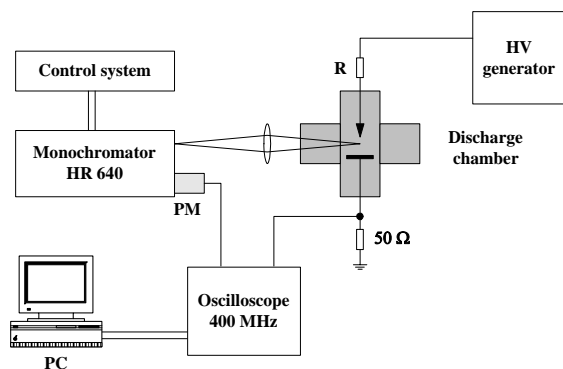 HV
generator
Control system
R
Monochromator
HR 640
Discharge
chamber
PM
50 Ω
Oscilloscope
400 MHz
PC